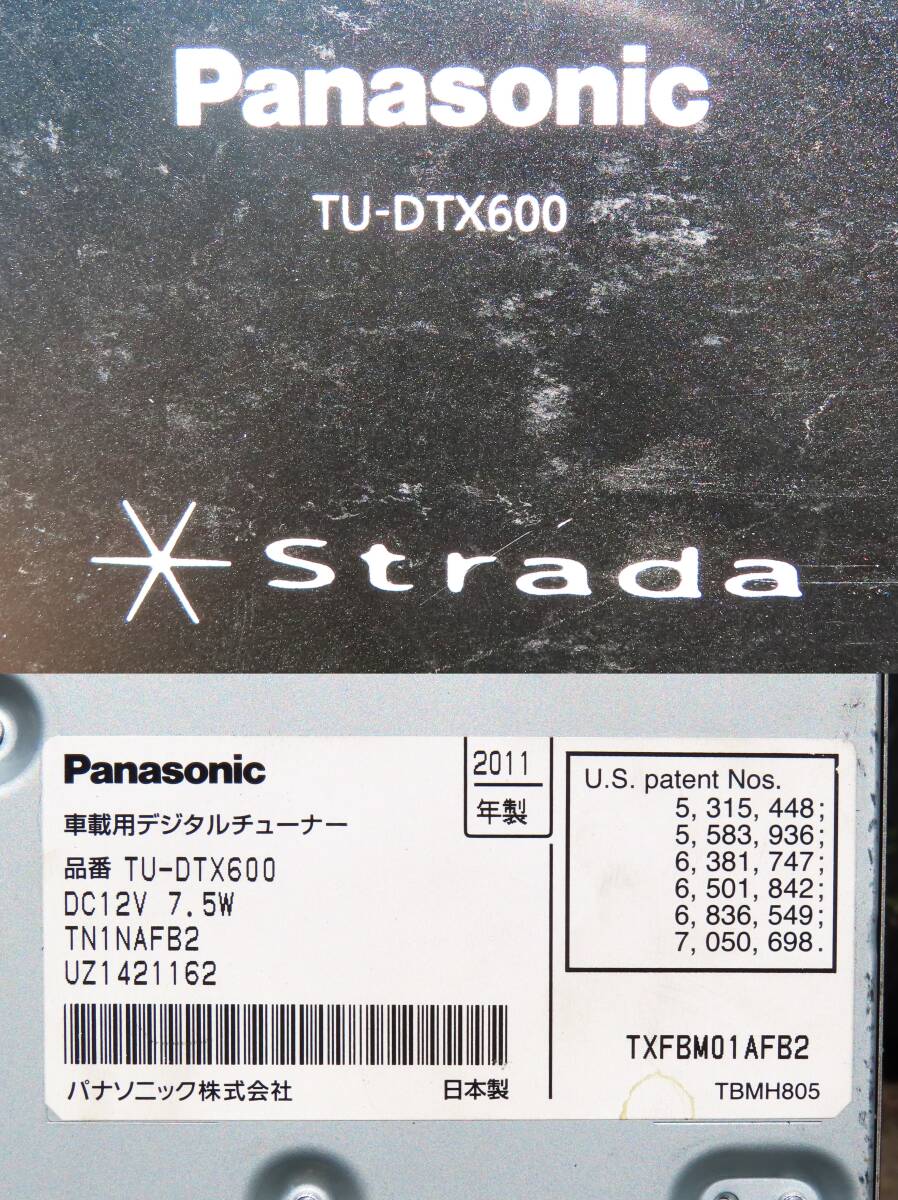 Panasonic
TU-DTX600
Strada
Panasonic
車載用デジタルチューナー
品番 TU-DTX600
DC12V 7.5W
TN1NAFB2
UZ1421162
パナソニック株式会社
日本製
2011
年製
U.S. patent Nos.
5, 315, 448;
5, 583, 936;
6, 381, 747;
6, 501, 842;
6, 836, 549;
7, 050, 698.
TXFBM01AFB2
TBMH805